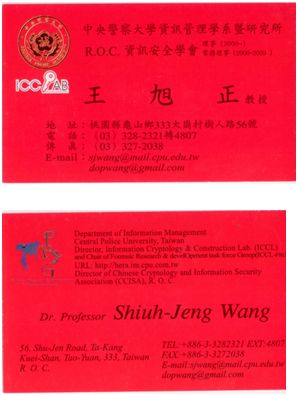 中央警察大學資訊管理學系暨研究所
R.O.C. 資訊安全學會
理事 (2000~)
常務理事 (2000-2009)
ICCLAB
王 旭 正 教授
地 址：桃園縣龜山鄉333大崗村樹人路56號
電 話：(03) 328-2321轉4807
傳 真：(03) 327-2038
E-mail：sjwang@mail.cpu.edu.tw
dopwang@gmail.com
Department of Information Management
Central Police University, Taiwan
Director, information Cryptology & Construction Lab. (ICCL)
and Chair of Forensic Research & develOpment task force Group(ICCL-
URL: http://hera.im.cpu.edu.tw
Director of Chinese Cryptology and Information Security
Association (CCISA), R. O. C
Dr. Professor Shiuh-Jeng Wang
56, Shu-Jen Road, Ta-Kang
Kuei-Shan, Tao-Yuan, 333, Taiwan
R. O. C.
TEL:+886-3-3282321 EXT:4807
FAX:+886-3-3272038
E-mail:sjwang@mail.cpu.edu.tw
dopwang@gmail.com